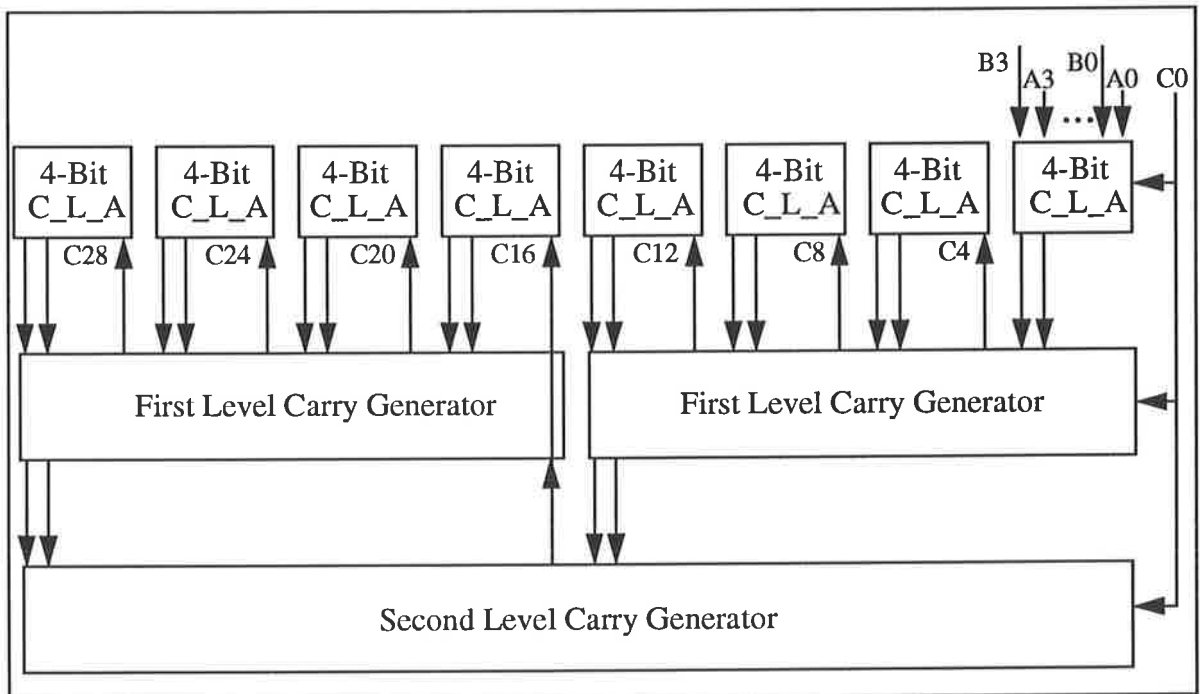 B3 A3 ... B0 A0 C0
4-Bit C_L_A
4-Bit C_L_A
4-Bit C_L_A
4-Bit C_L_A
4-Bit C_L_A
4-Bit C_L_A
4-Bit C_L_A
4-Bit C_L_A
C28 C24 C20 C16 C12 C8 C4
First Level Carry Generator
First Level Carry Generator
Second Level Carry Generator